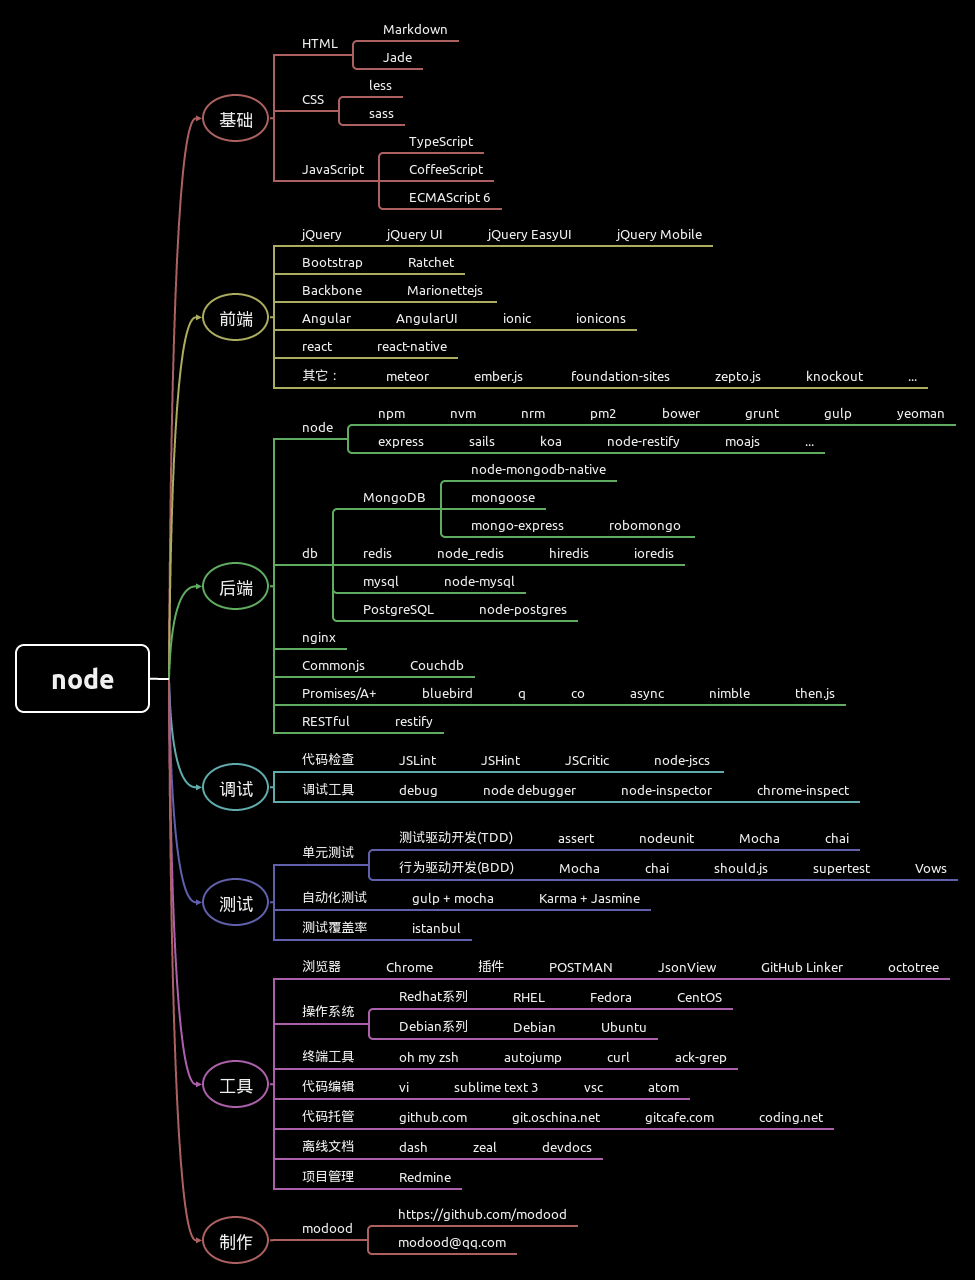 node
基础
HTML
Markdown
Jade
CSS
less
sass
JavaScript
TypeScript
CoffeeScript
ECMAScript 6
前端
jQuery jQuery UI jQuery EasyUI jQuery Mobile
Bootstrap Ratchet
Backbone Marionettejs
Angular AngularUI ionic ionicons
react react-native
其它： meteor ember.js foundation-sites zepto.js knockout ...
后端
node
npm nvm nrm pm2 bower grunt gulp yeoman
express sails koa node-restify moajs ...
db
MongoDB
node-mongodb-native
mongoose
mongo-express robomongo
redis node_redis hiredis ioredis
mysql node-mysql
PostgreSQL node-postgres
nginx
Commonjs Couchdb
Promises/A+ bluebird q co async nimble then.js
RESTful restify
调试
代码检查 JSLint JSHint JSCritic node-jscs
调试工具 debug node debugger node-inspector chrome-inspect
测试
单元测试
测试驱动开发(TDD) assert nodeunit Mocha chai
行为驱动开发(BDD) Mocha chai should.js supertest Vows
自动化测试 gulp + mocha Karma + Jasmine
测试覆盖率 istanbul
工具
浏览器 Chrome 插件 POSTMAN JsonView GitHub Linker octotree
操作系统
Redhat系列 RHEL Fedora CentOS
Debian系列 Debian Ubuntu
终端工具 oh my zsh autojump curl ack-grep
代码编辑 vi sublime text 3 vsc atom
代码托管 github.com git.oschina.net gitcafe.com coding.net
离线文档 dash zeal devdocs
项目管理 Redmine
制作
modood
https://github.com/modood
modood@qq.com